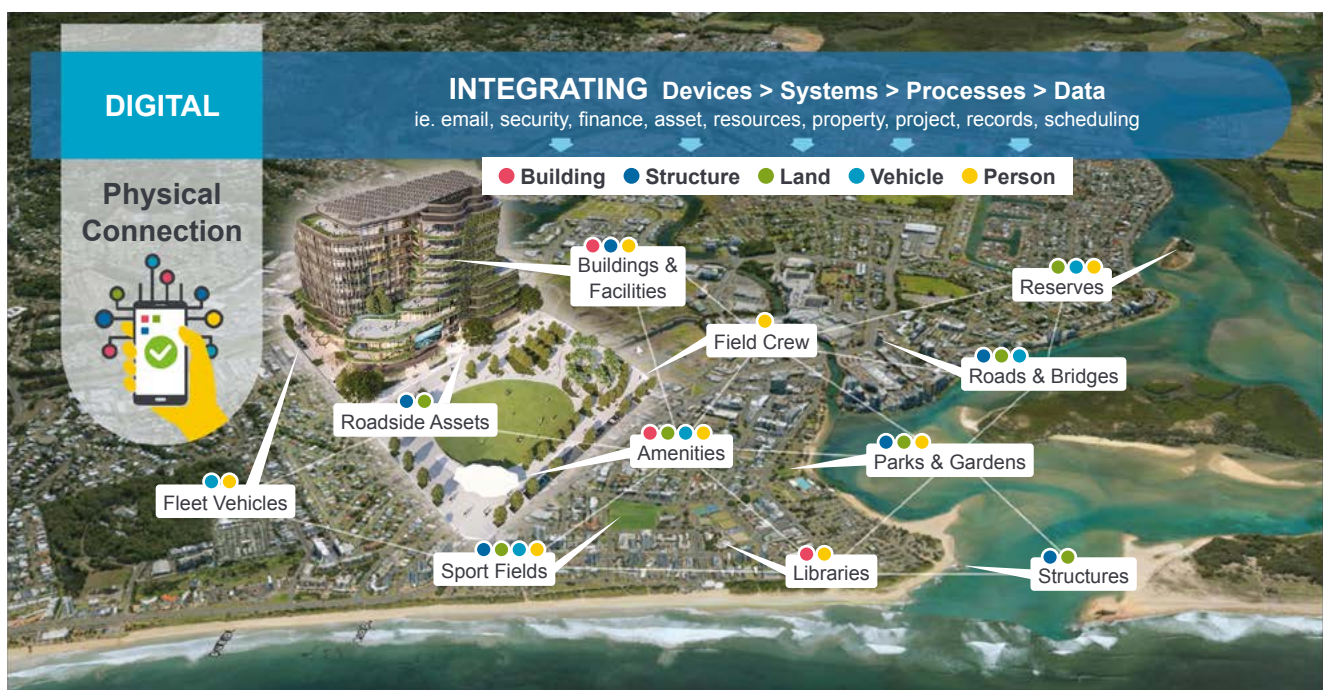 DIGITAL
INTEGRATING Devices > Systems > Processes > Data
ie. email, security, finance, asset, resources, property, project, records, scheduling
Building Structure Land Vehicle Person
Physical
Connection
Buildings &
Facilities
Reserves
Field Crew
Roads & Bridges
Roadside Assets
Amenities
Parks & Gardens
Fleet Vehicles
Sport Fields
Libraries
Structures